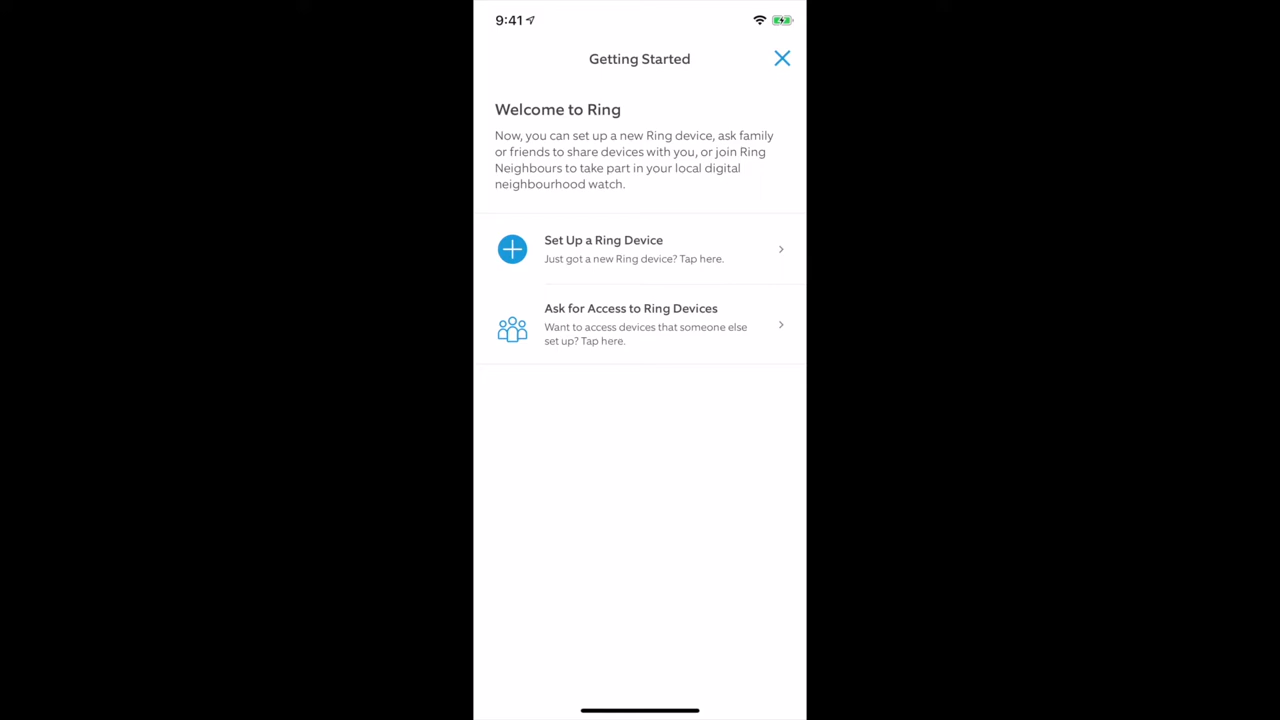 9:41
Getting Started
Welcome to Ring
Now, you can set up a new Ring device, ask family
or friends to share devices with you, or join Ring
Neighbours to take part in your local digital
neighbourhood watch.
Set Up a Ring Device
Just got a new Ring device? Tap here.
Ask for Access to Ring Devices
Want to access devices that someone else
set up? Tap here.